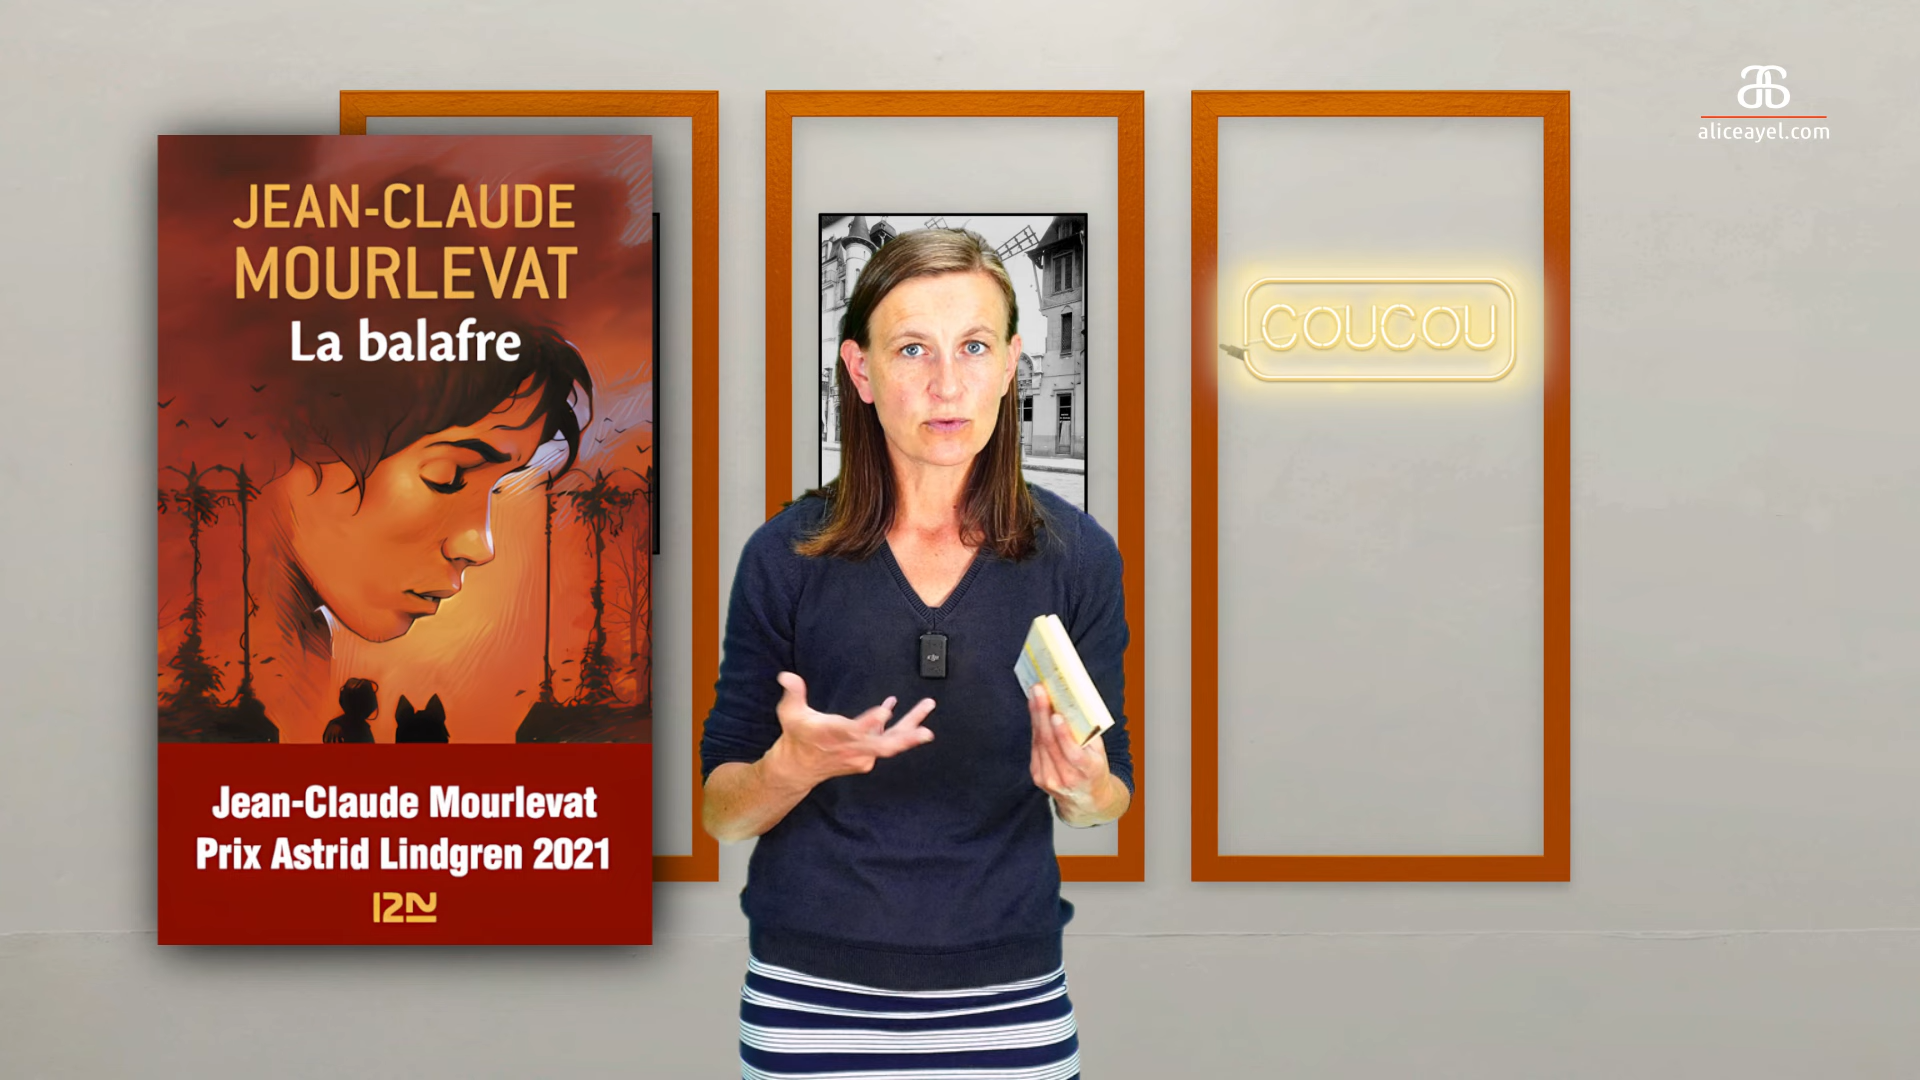 JEAN-CLAUDE
MOURLEVAT
La balafre
Jean-Claude Mourlevat
Prix Astrid Lindgren 2021
12N
COUCOU
aliceayel.com